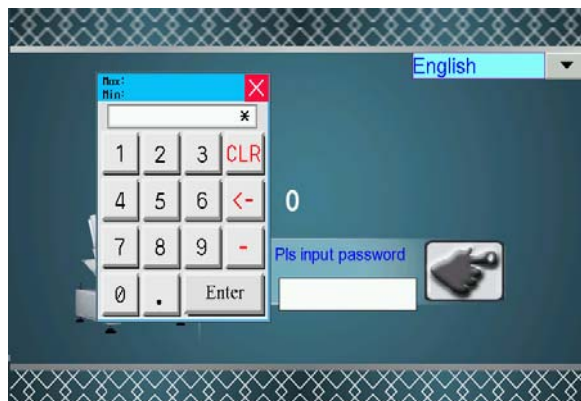 English
Max:
Min:
*
1 2 3 CLR
4 5 6 <-
0
7 8 9 -
Pls input password
0 . Enter